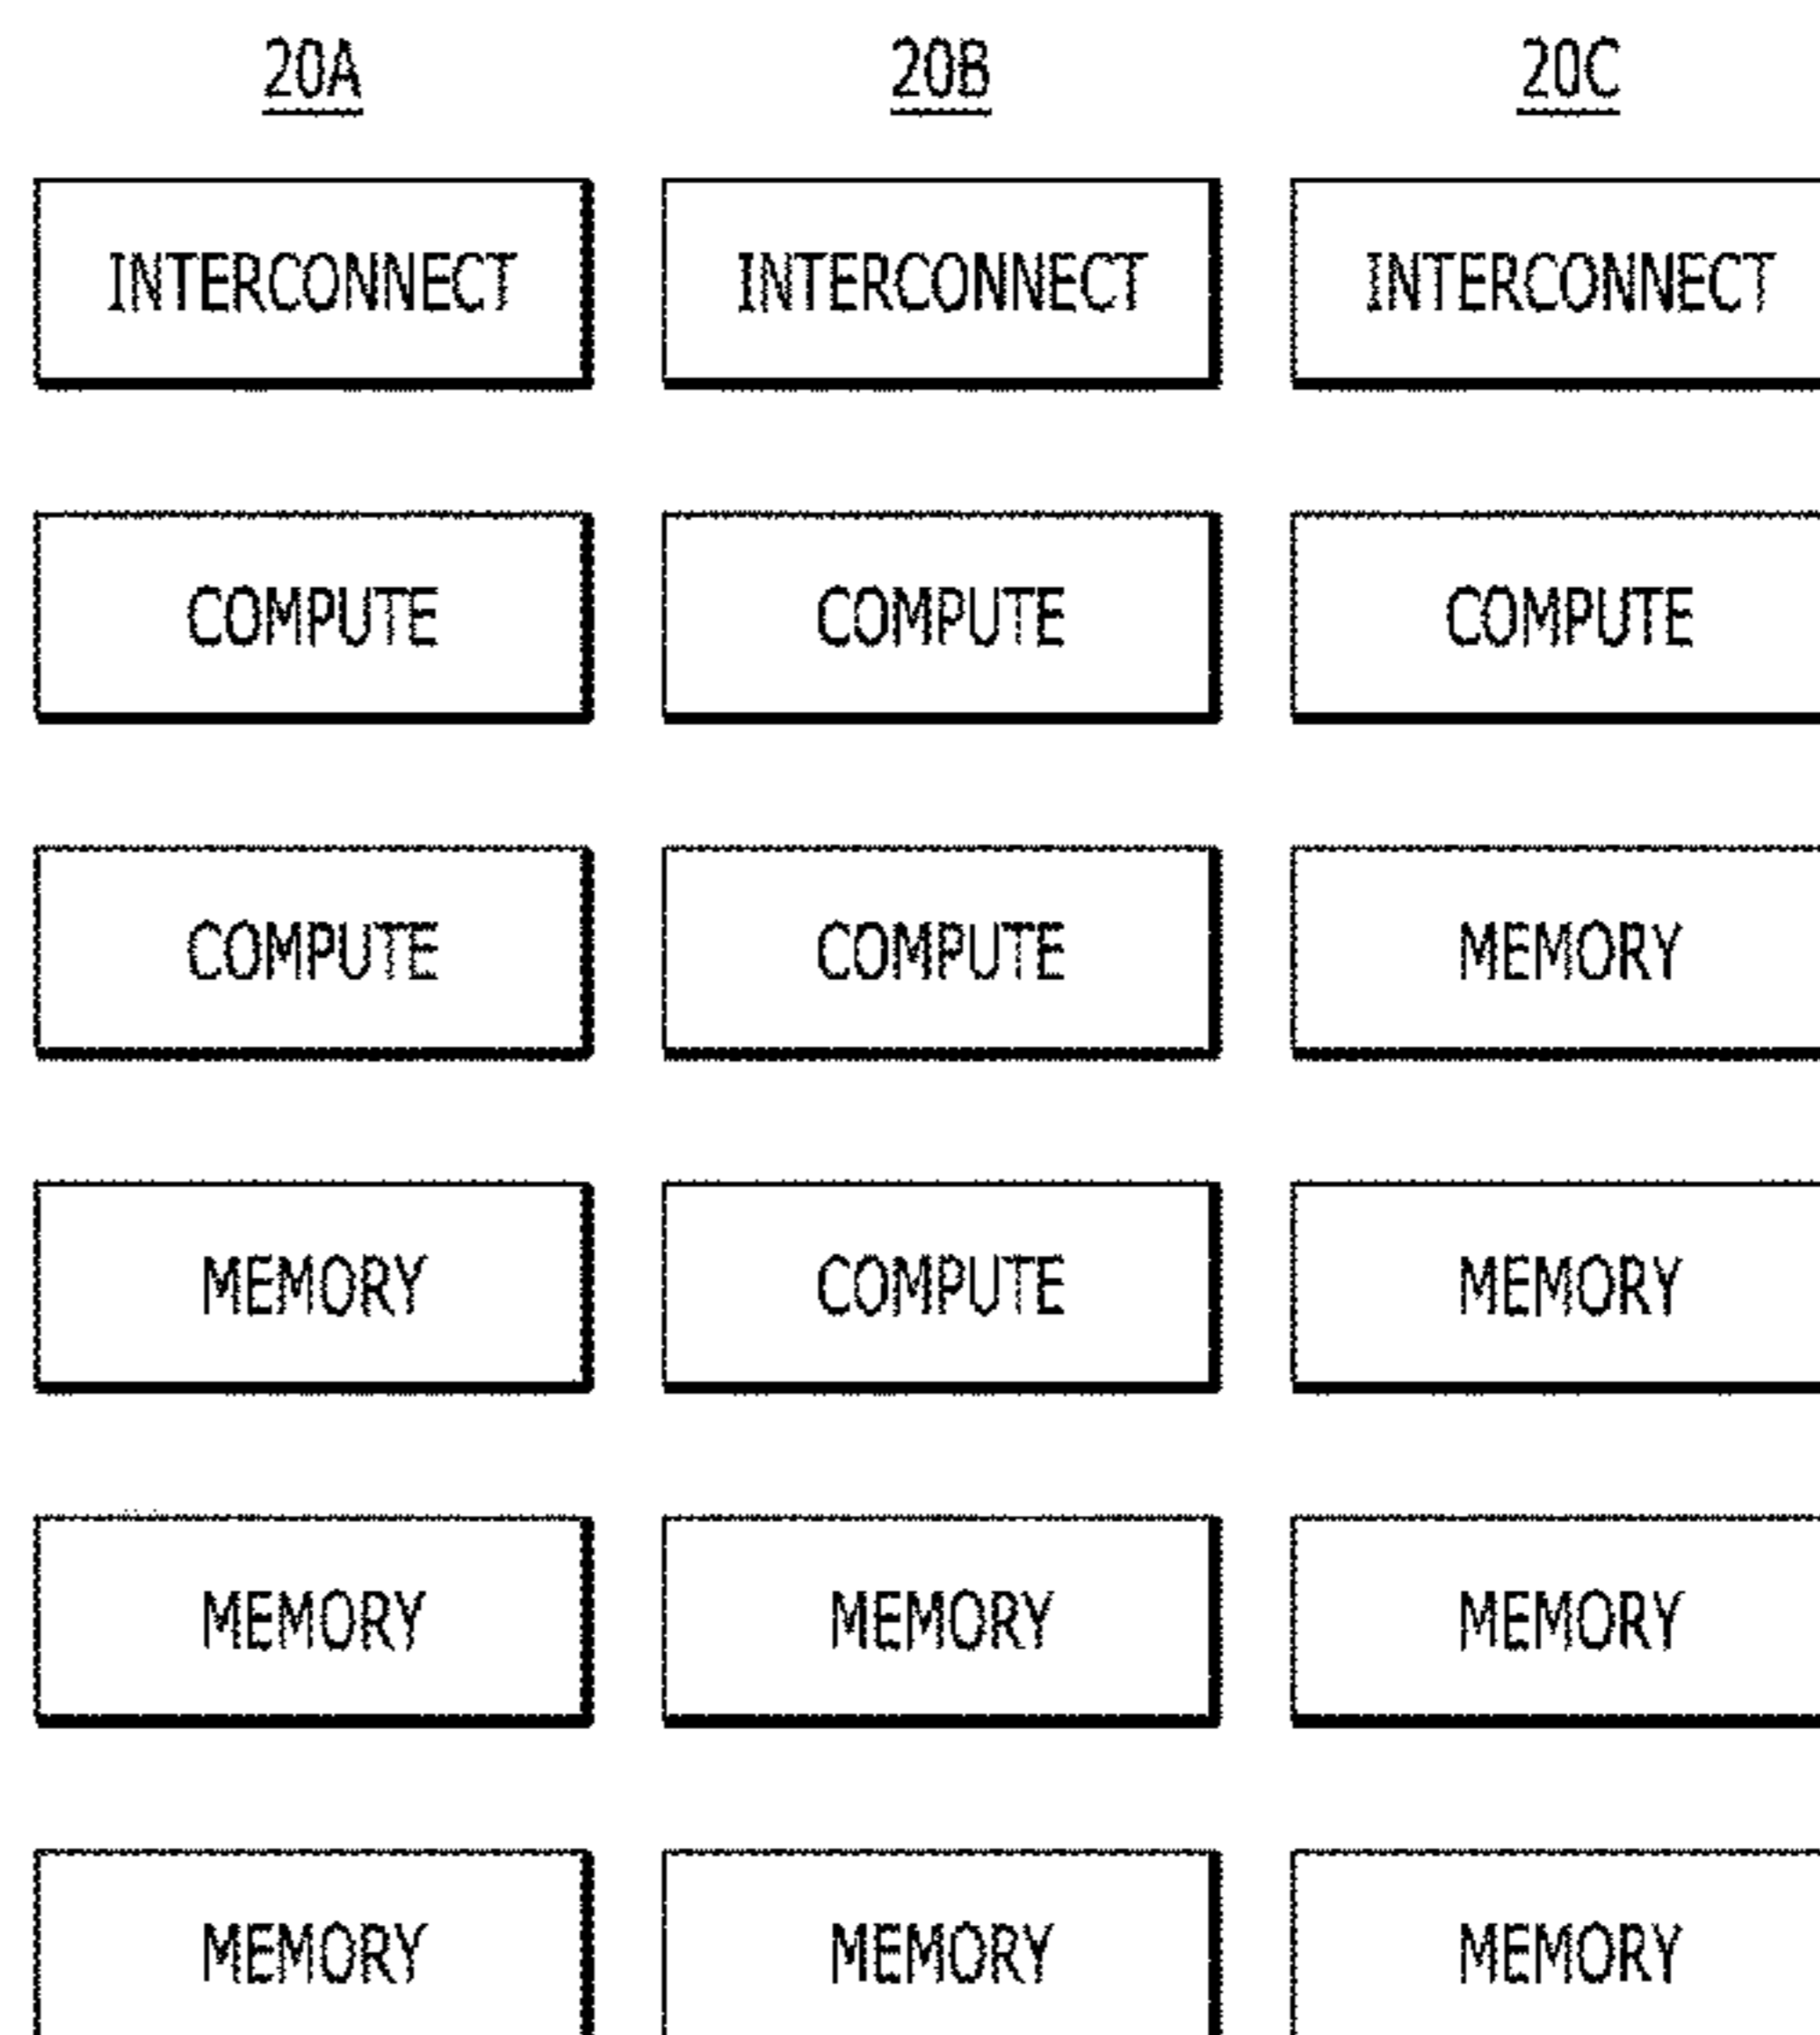 20A 20B 20C
INTERCONNECT INTERCONNECT INTERCONNECT
COMPUTE COMPUTE COMPUTE
COMPUTE COMPUTE MEMORY
MEMORY COMPUTE MEMORY
MEMORY MEMORY MEMORY
MEMORY MEMORY MEMORY